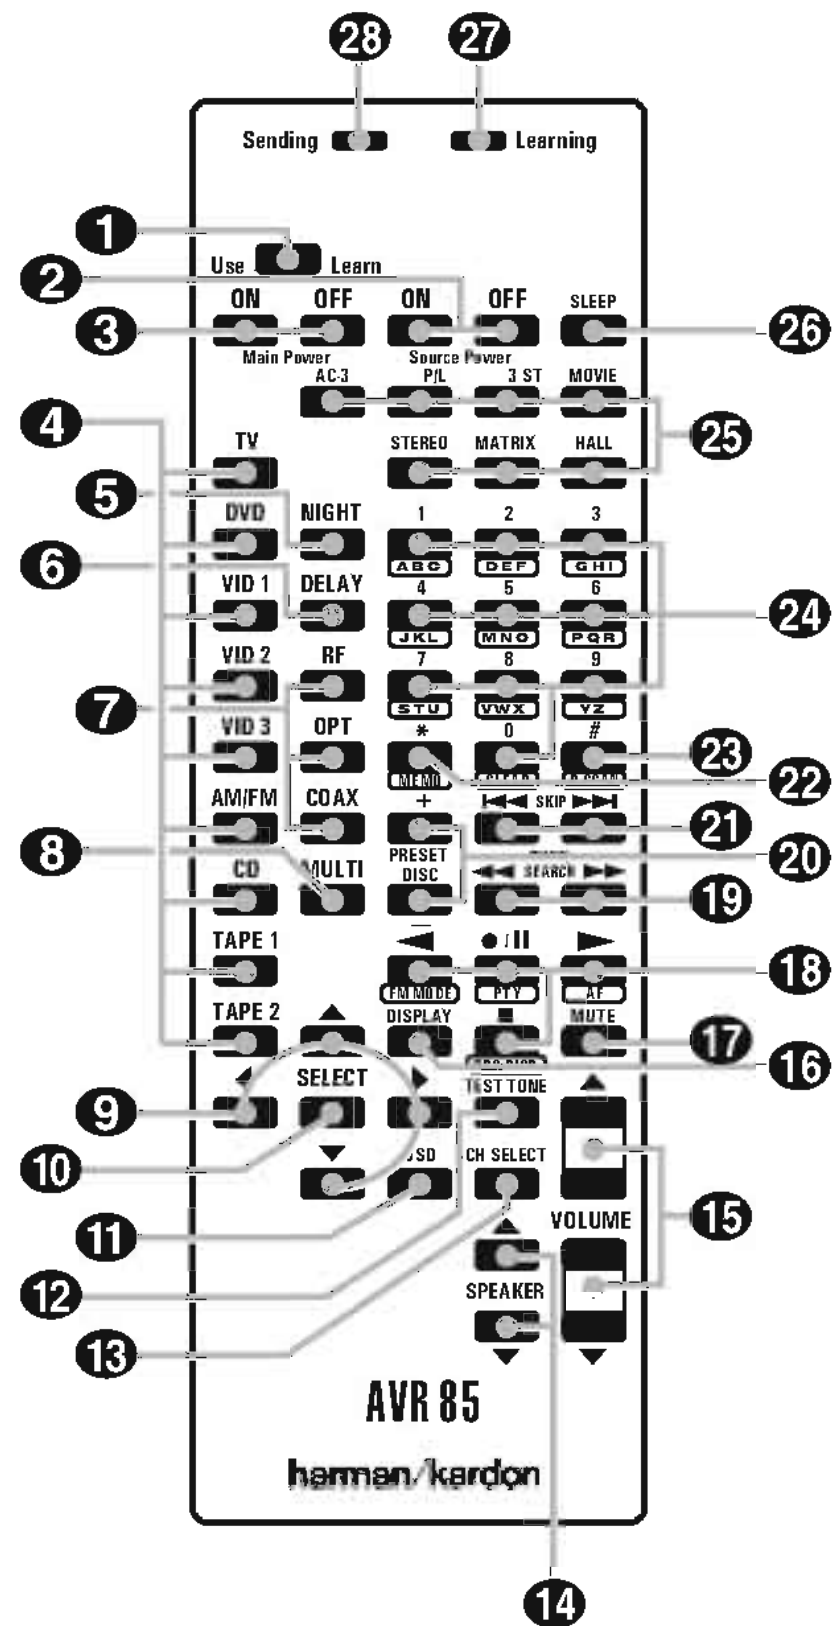 28 27
Sending Learning
1
Use Learn
2
ON OFF ON OFF SLEEP
3 26
Main Power Source Power
AC-3 P/L 3 ST MOVIE
4 25
TV STEREO MATRIX HALL
5
DVD NIGHT 1 2 3
ABC DEF GHI
6
VID 1 DELAY 4 5 6
24
JKL MNO PQR
VID 2 RF 7 8 9
7
STU VWX YZ
VID 3 OPT * 0 #
23
MEMO
22
AM/FM COAX + SKIP
21
8
PRESET
20
CD MULTI DISC SEARCH
19
TAPE 1
18
FM MODE PTY AF
TAPE 2 DISPLAY MUTE
17
16
SELECT TEST TONE
9
10
CH SELECT
11 VOLUME 15
12 SPEAKER
13
AVR 85
harman/kardon
14